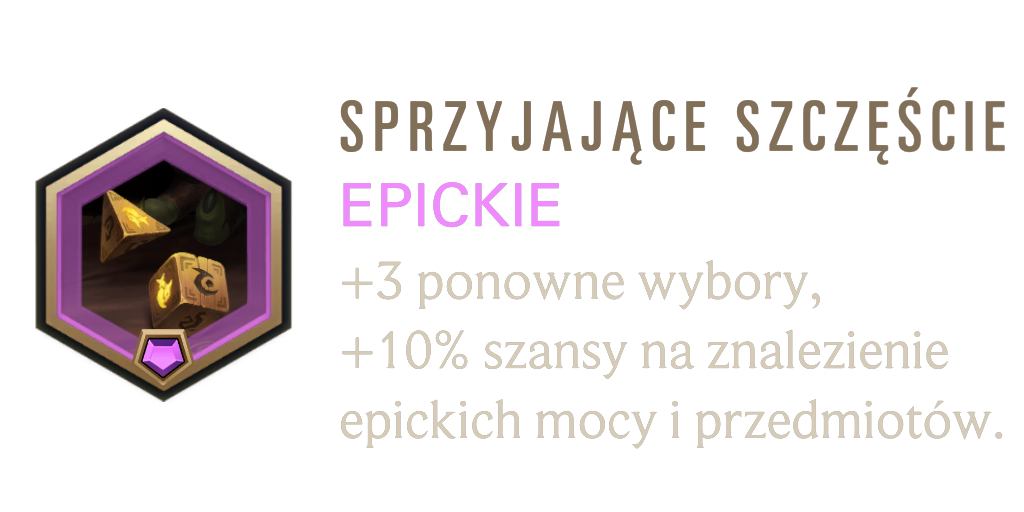 SPRZYJAJĄCE SZCZĘŚCIE
EPICKIE
+3 ponowne wybory,
+10% szansy na znalezienie
epickich mocy i przedmiotów.